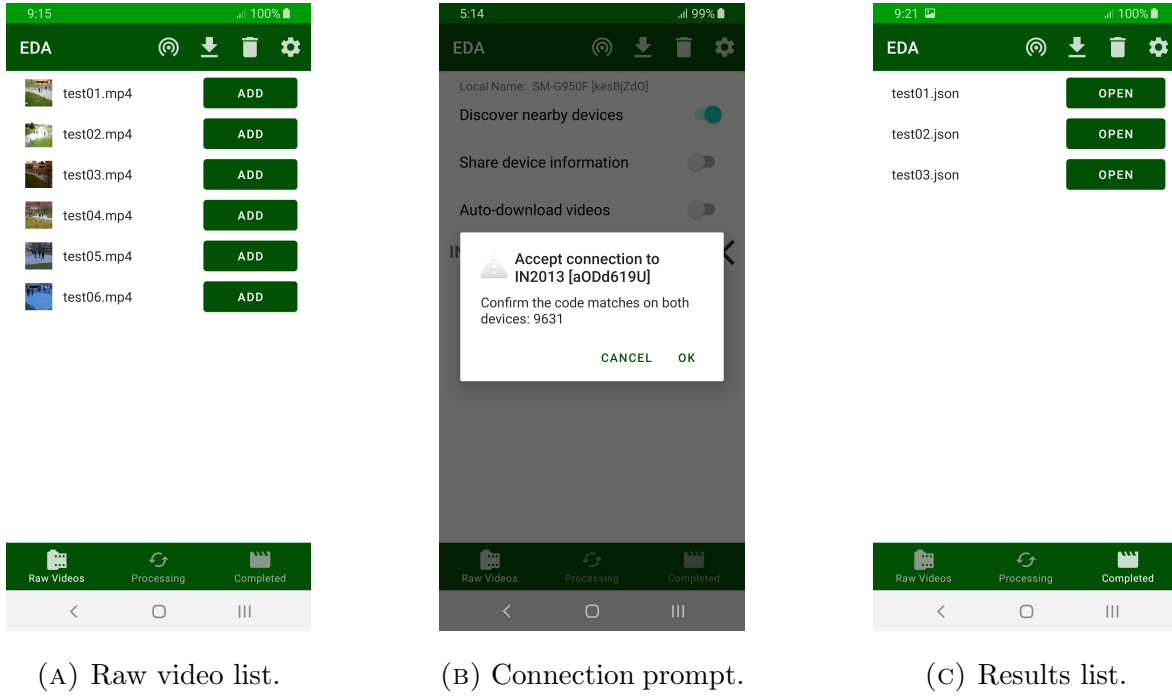 9:15 100%
EDA
test01.mp4 ADD
test02.mp4 ADD
test03.mp4 ADD
test04.mp4 ADD
test05.mp4 ADD
test06.mp4 ADD
Raw Videos Processing Completed
(A) Raw video list.
5:14 99%
EDA
Local Name: SM-G950F [kesBjZdO]
Discover nearby devices
Share device information
Auto-download videos
Accept connection to
IN2013 [aODd619U]
Confirm the code matches on both
devices: 9631
CANCEL OK
Raw Videos Processing Completed
(B) Connection prompt.
9:21 100%
EDA
test01.json OPEN
test02.json OPEN
test03.json OPEN
Raw Videos Processing Completed
(C) Results list.